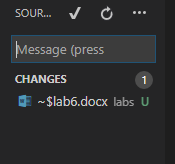 SOUR...
Message (press
CHANGES 1
~$lab6.docx labs U